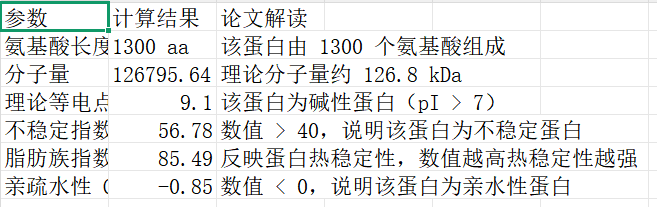 参数 计算结果 论文解读
氨基酸长度 1300 aa 该蛋白由 1300 个氨基酸组成
分子量 126795.64 理论分子量约 126.8 kDa
理论等电点 9.1 该蛋白为碱性蛋白（pI > 7）
不稳定指数 56.78 数值 > 40，说明该蛋白为不稳定蛋白
脂肪族指数 85.49 反映蛋白热稳定性，数值越高热稳定性越强
亲疏水性（ -0.85 数值 < 0，说明该蛋白为亲水性蛋白